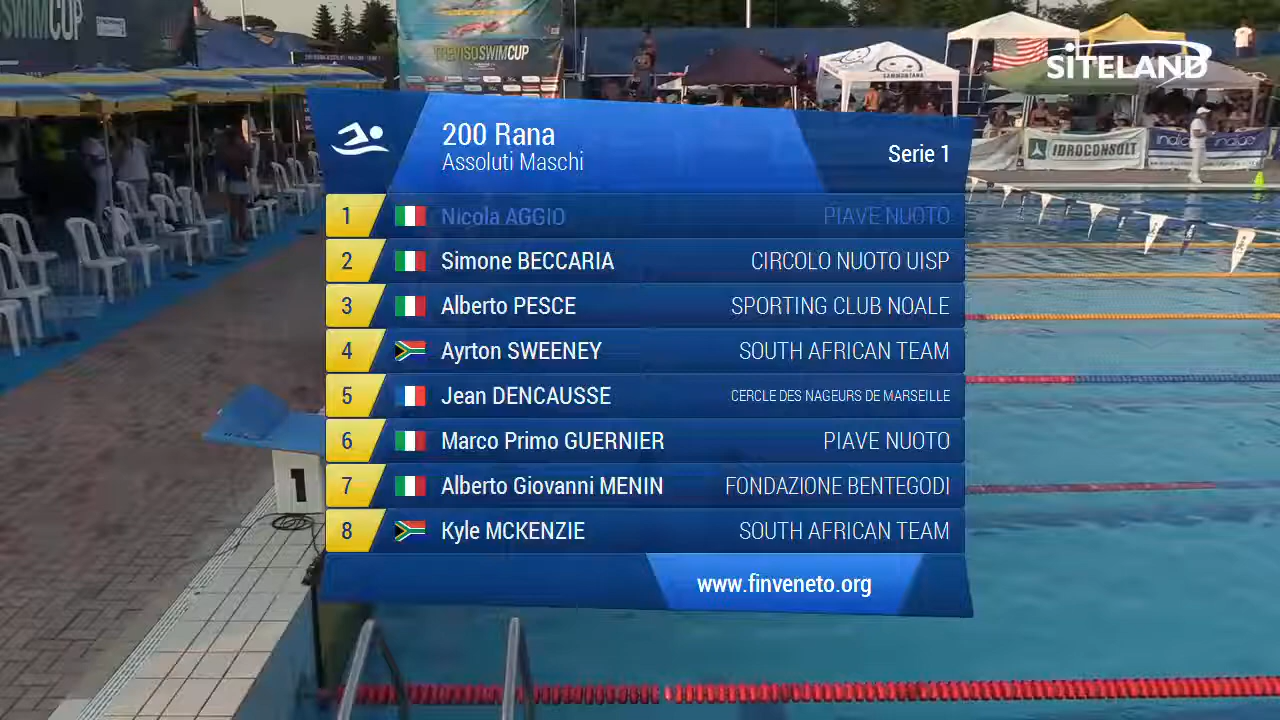 SWIMCUP
TREVISOSWIMCUP
SAMMONTANA
SITELAND
IDROCONSULT
200 Rana
Assoluti Maschi
Serie 1
1 Nicola AGGIO PIAVE NUOTO
2 Simone BECCARIA CIRCOLO NUOTO UISP
3 Alberto PESCE SPORTING CLUB NOALE
4 Ayrton SWEENEY SOUTH AFRICAN TEAM
5 Jean DENCAUSSE CERCLE DES NAGEURS DE MARSEILLE
6 Marco Primo GUERNIER PIAVE NUOTO
7 Alberto Giovanni MENIN FONDAZIONE BENTEGODI
8 Kyle MCKENZIE SOUTH AFRICAN TEAM
1
www.finveneto.org